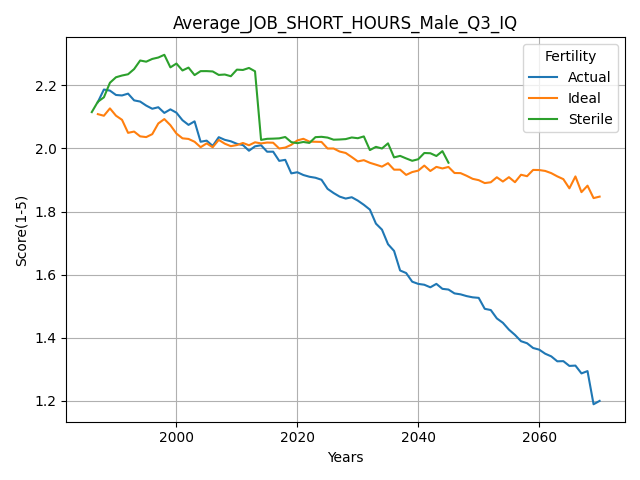 Average_JOB_SHORT_HOURS_Male_Q3_IQ
Score(1-5)
2.2
2.0
1.8
1.6
1.4
1.2
Fertility
Actual
Ideal
Sterile
2000
2020
2040
2060
Years